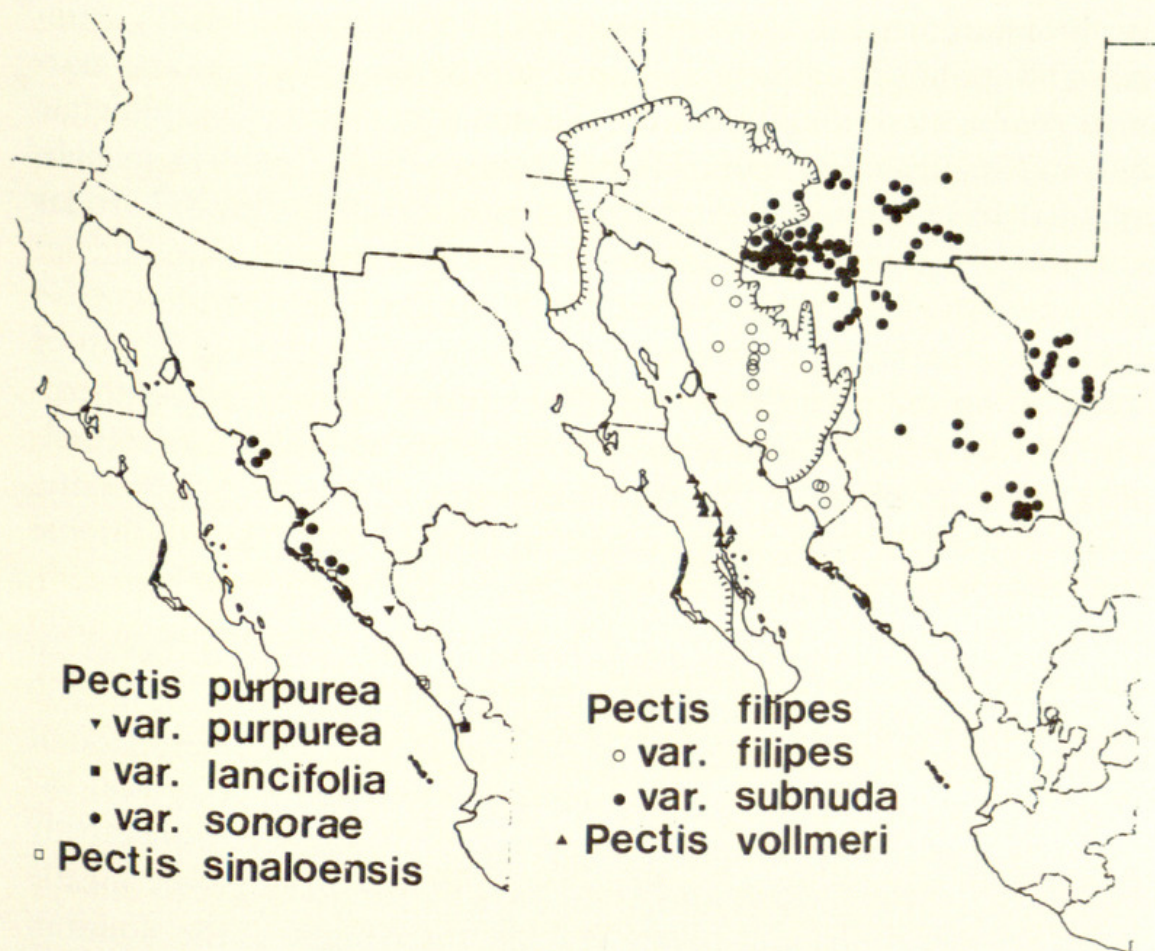 Pectis purpurea
▼ var. purpurea
■ var. lancifolia
● var. sonorae
□ Pectis sinaloensis
Pectis filipes
○ var. filipes
● var. subnuda
▲ Pectis vollmeri